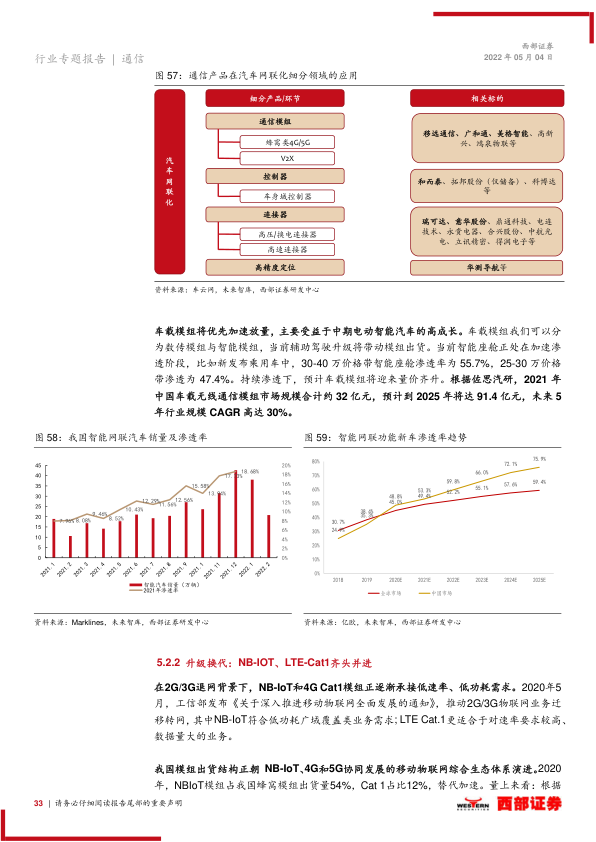 西部证券
行业专题报告 | 通信
2022 年 05 月 04 日
图 57：通信产品在汽车网联化细分领域的应用
汽车网联化
细分产品/环节
相关标的
通信模组
蜂窝类4G/5G
V2X
移远通信、广和通、美格智能、高新
兴、鸿泉物联等
控制器
车身域控制器
和而泰、拓邦股份（仅储备）、科博达
等
连接器
高压/换电连接器
高速连接器
瑞可达、意华股份、鼎通科技、电连
技术、永贵电器、合兴股份、中航光
电、立讯精密、得润电子等
高精度定位
华测导航等
资料来源：车云网，未来智库，西部证券研发中心
车载模组将优先加速放量，主要受益于中期电动智能汽车的高成长。车载模组我们可以分
为数传模组与智能模组，当前辅助驾驶升级将带动模组出货。当前智能座舱正处在加速渗
透阶段，比如新发布乘用车中，30-40 万价格带智能座舱渗透率为 55.7%，25-30 万价格
带渗透为 47.4%。持续渗透下，预计车载模组将迎来量价齐升。根据佐思汽研，2021 年
中国车载无线通信模组市场规模合计约 32 亿元，预计到 2025 年将达 91.4 亿元，未来 5
年行业规模 CAGR 高达 30%。
图 58：我国智能网联汽车销量及渗透率
45
40
35
30
25
20
15
10
5
0
20%
18%
16%
14%
12%
10%
8%
6%
4%
2%
0%
7.96%
8.08%
9.46%
8.52%
10.43%
12.29%
11.56%
12.56%
15.58%
13.94%
18.68%
2021.1
2021.2
2021.3
2021.4
2021.5
2021.6
2021.7
2021.8
2021.9
2021.10
2021.11
2021.12
2022.1
2022.2
智能汽车销量（万辆）
2021年渗透率
资料来源：Marklines，未来智库，西部证券研发中心
图 59：智能网联功能新车渗透率趋势
80%
70%
60%
50%
40%
30%
20%
10%
0%
30.7%
38.6%
48.8%
45.0%
53.3%
49.4%
59.8%
52.2%
66.0%
55.1%
72.1%
57.6%
75.9%
59.4%
2018
2019
2020E
2021E
2022E
2023E
2024E
2025E
全球市场
中国市场
资料来源：亿欧，未来智库，西部证券研发中心
5.2.2 升级换代：NB-IOT、LTE-Cat1齐头并进
在2G/3G退网背景下，NB-IoT和4G Cat1模组正逐渐承接低速率、低功耗需求。2020年5
月，工信部发布《关于深入推进移动物联网全面发展的通知》，推动2G/3G物联网业务迁
移转网，其中NB-IoT符合低功耗广域覆盖类业务需求；LTE Cat.1更适合于对速率要求较高、
数据量大的业务。
我国模组出货结构正朝 NB-IoT、4G和5G协同发展的移动物联网综合生态体系演进。2020
年，NBIoT模组占我国蜂窝模组出货量54%，Cat 1占比12%，替代加速。量上来看：根据
33 | 请务必仔细阅读报告尾部的重要声明
WESTERN
SECURITIES
西部证券